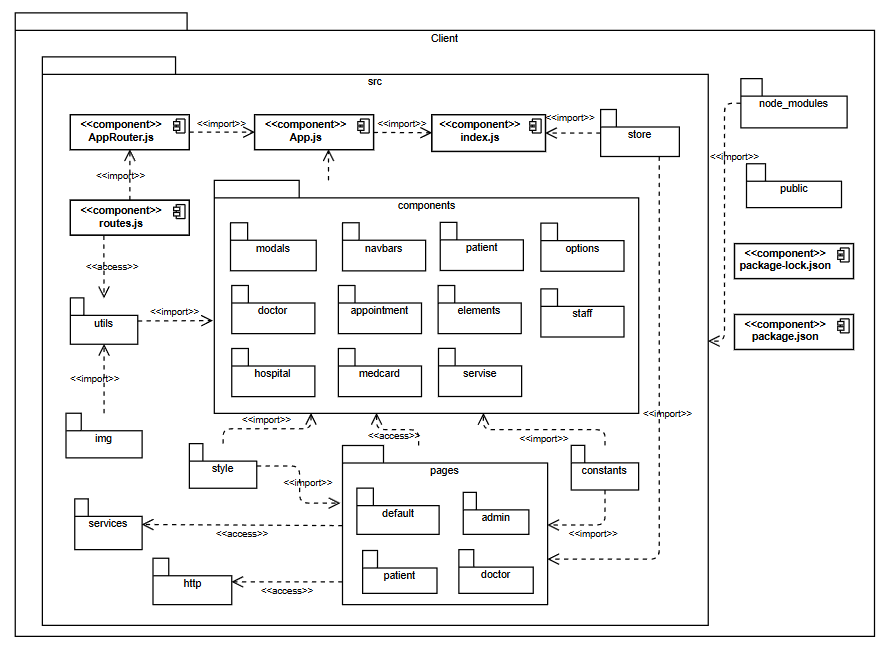 Client
src
node_modules
<<component>>
AppRouter.js
<<import>>
<<component>>
App.js
<<import>>
<<component>>
index.js
<<import>>
store
<<import>>
<<import>>
public
<<component>>
routes.js
components
modals
navbars
patient
options
<<component>>
package-lock.json
<<access>>
doctor
appointment
elements
staff
utils
<<import>>
<<component>>
package.json
hospital
medcard
servise
<<import>>
<<import>>
<<import>>
<<access>>
<<import>>
img
style
pages
constants
<<import>>
default
admin
services
<<access>>
<<import>>
patient
doctor
http
<<access>>